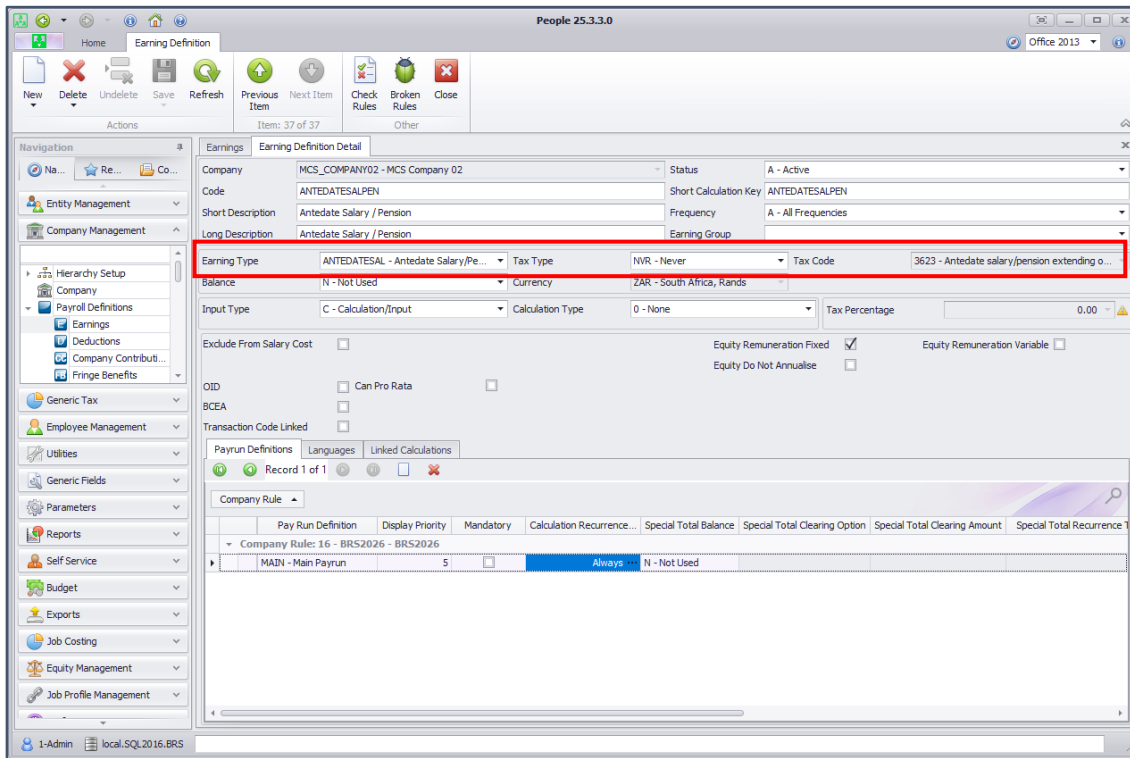 People 25.3.3.0
Home Earning Definition Office 2013
New Delete Undelete Save Refresh Previous Item Next Item Check Rules Broken Rules Close
Actions Item: 37 of 37 Other
Navigation Earnings Earning Definition Detail
Na... Re... Co...
Company MCS_COMPANY02 - MCS Company 02 Status A - Active
Code ANTEDATESALPEN Short Calculation Key ANTEDATESALPEN
Short Description Antedate Salary / Pension Frequency A - All Frequencies
Long Description Antedate Salary / Pension Earning Group
Earning Type ANTEDATESAL - Antedate Salary/Pe... Tax Type NVR - Never Tax Code 3623 - Antedate salary/pension extending o...
Balance N - Not Used Currency ZAR - South Africa, Rands
Input Type C - Calculation/Input Calculation Type 0 - None Tax Percentage 0.00
Exclude From Salary Cost Equity Remuneration Fixed Equity Remuneration Variable
Equity Do Not Annualise
OID Can Pro Rata
BCEA
Transaction Code Linked
Entity Management
Company Management
Hierarchy Setup
Company
Payroll Definitions
Earnings
Deductions
Company Contributi...
Fringe Benefits
Generic Tax
Employee Management
Utilities
Generic Fields
Parameters
Reports
Self Service
Budget
Exports
Job Costing
Equity Management
Job Profile Management
Payrun Definitions Languages Linked Calculations
Record 1 of 1
Company Rule
Pay Run Definition Display Priority Mandatory Calculation Recurrence... Special Total Balance Special Total Clearing Option Special Total Clearing Amount Special Total Recurrence T
Company Rule: 16 - BRS2026 - BRS2026
MAIN - Main Payrun 5 Always ... N - Not Used
1-Admin local.SQL2016.BRS